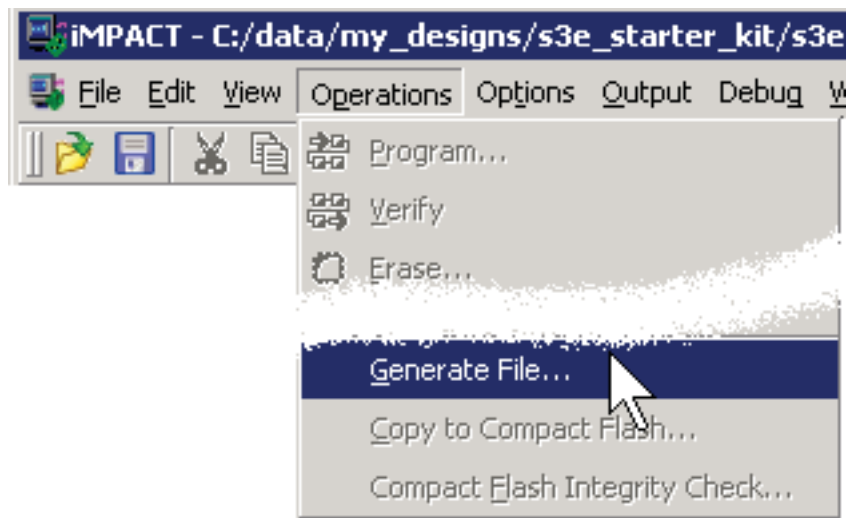 iMPACT - C:/data/my_designs/s3e_starter_kit/s3e
File Edit View Operations Options Output Debug W
Program...
Verify
Erase...
Generate File...
Copy to Compact Flash...
Compact Flash Integrity Check...